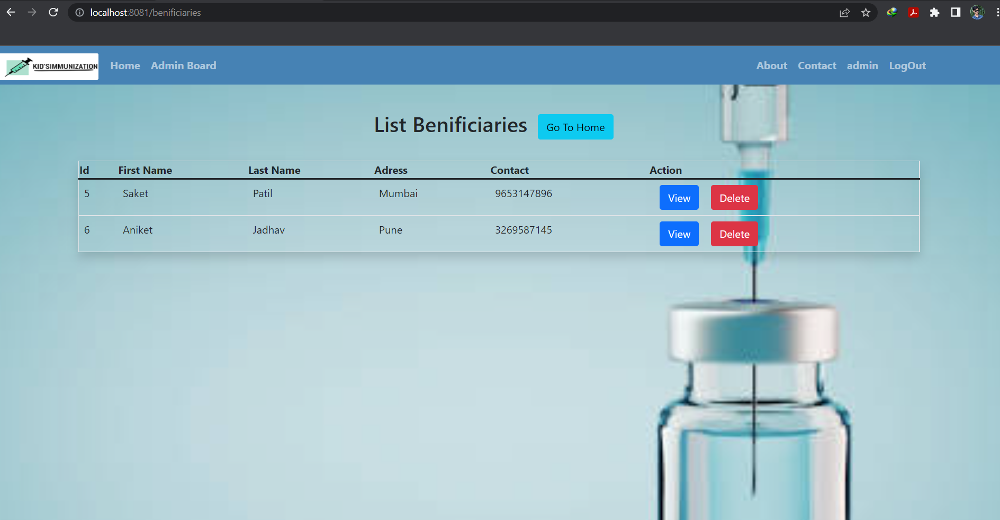 localhost:8081/benificiaries
KID'SIMMUNIZATION Home Admin Board About Contact admin LogOut
List Benificiaries Go To Home
Id First Name Last Name Adress Contact Action
5 Saket Patil Mumbai 9653147896 View Delete
6 Aniket Jadhav Pune 3269587145 View Delete